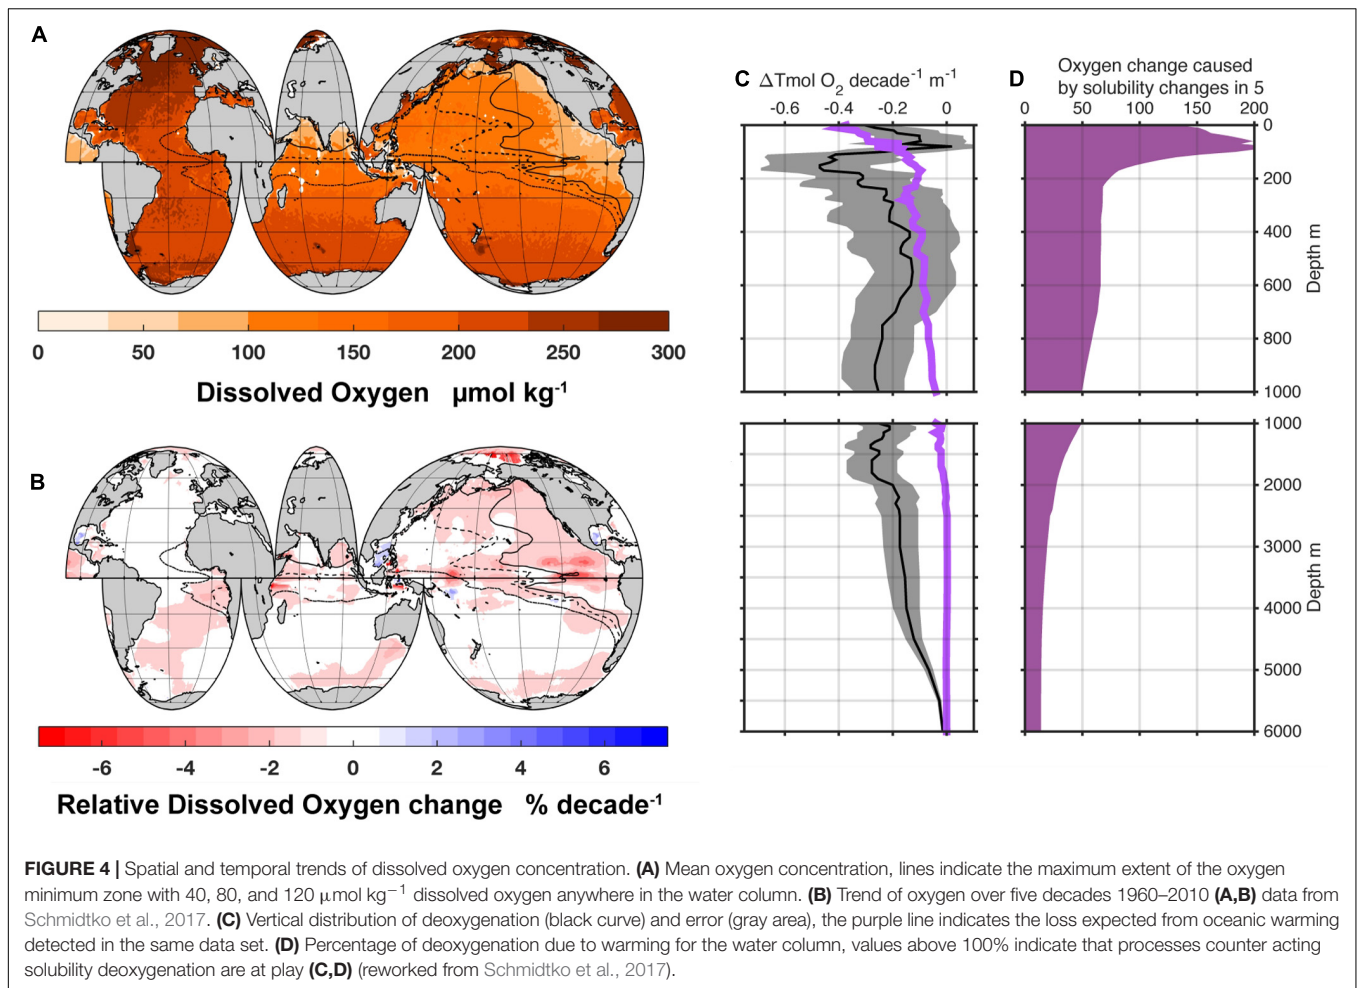 A
0 50 100 150 200 250 300
Dissolved Oxygen µmol kg-1
B
-6 -4 -2 0 2 4 6
Relative Dissolved Oxygen change % decade-1
C ΔTmol O2 decade-1 m-1
-0.6 -0.4 -0.2 0
D Oxygen change caused
by solubility changes in 5
0 50 100 150 200
0
200
400
600
800
1000
Depth m
1000
2000
3000
4000
5000
6000
Depth m
FIGURE 4 | Spatial and temporal trends of dissolved oxygen concentration. (A) Mean oxygen concentration, lines indicate the maximum extent of the oxygen
minimum zone with 40, 80, and 120 µmol kg−1 dissolved oxygen anywhere in the water column. (B) Trend of oxygen over five decades 1960–2010 (A,B) data from
Schmidtko et al., 2017. (C) Vertical distribution of deoxygenation (black curve) and error (gray area), the purple line indicates the loss expected from oceanic warming
detected in the same data set. (D) Percentage of deoxygenation due to warming for the water column, values above 100% indicate that processes counter acting
solubility deoxygenation are at play (C,D) (reworked from Schmidtko et al., 2017).